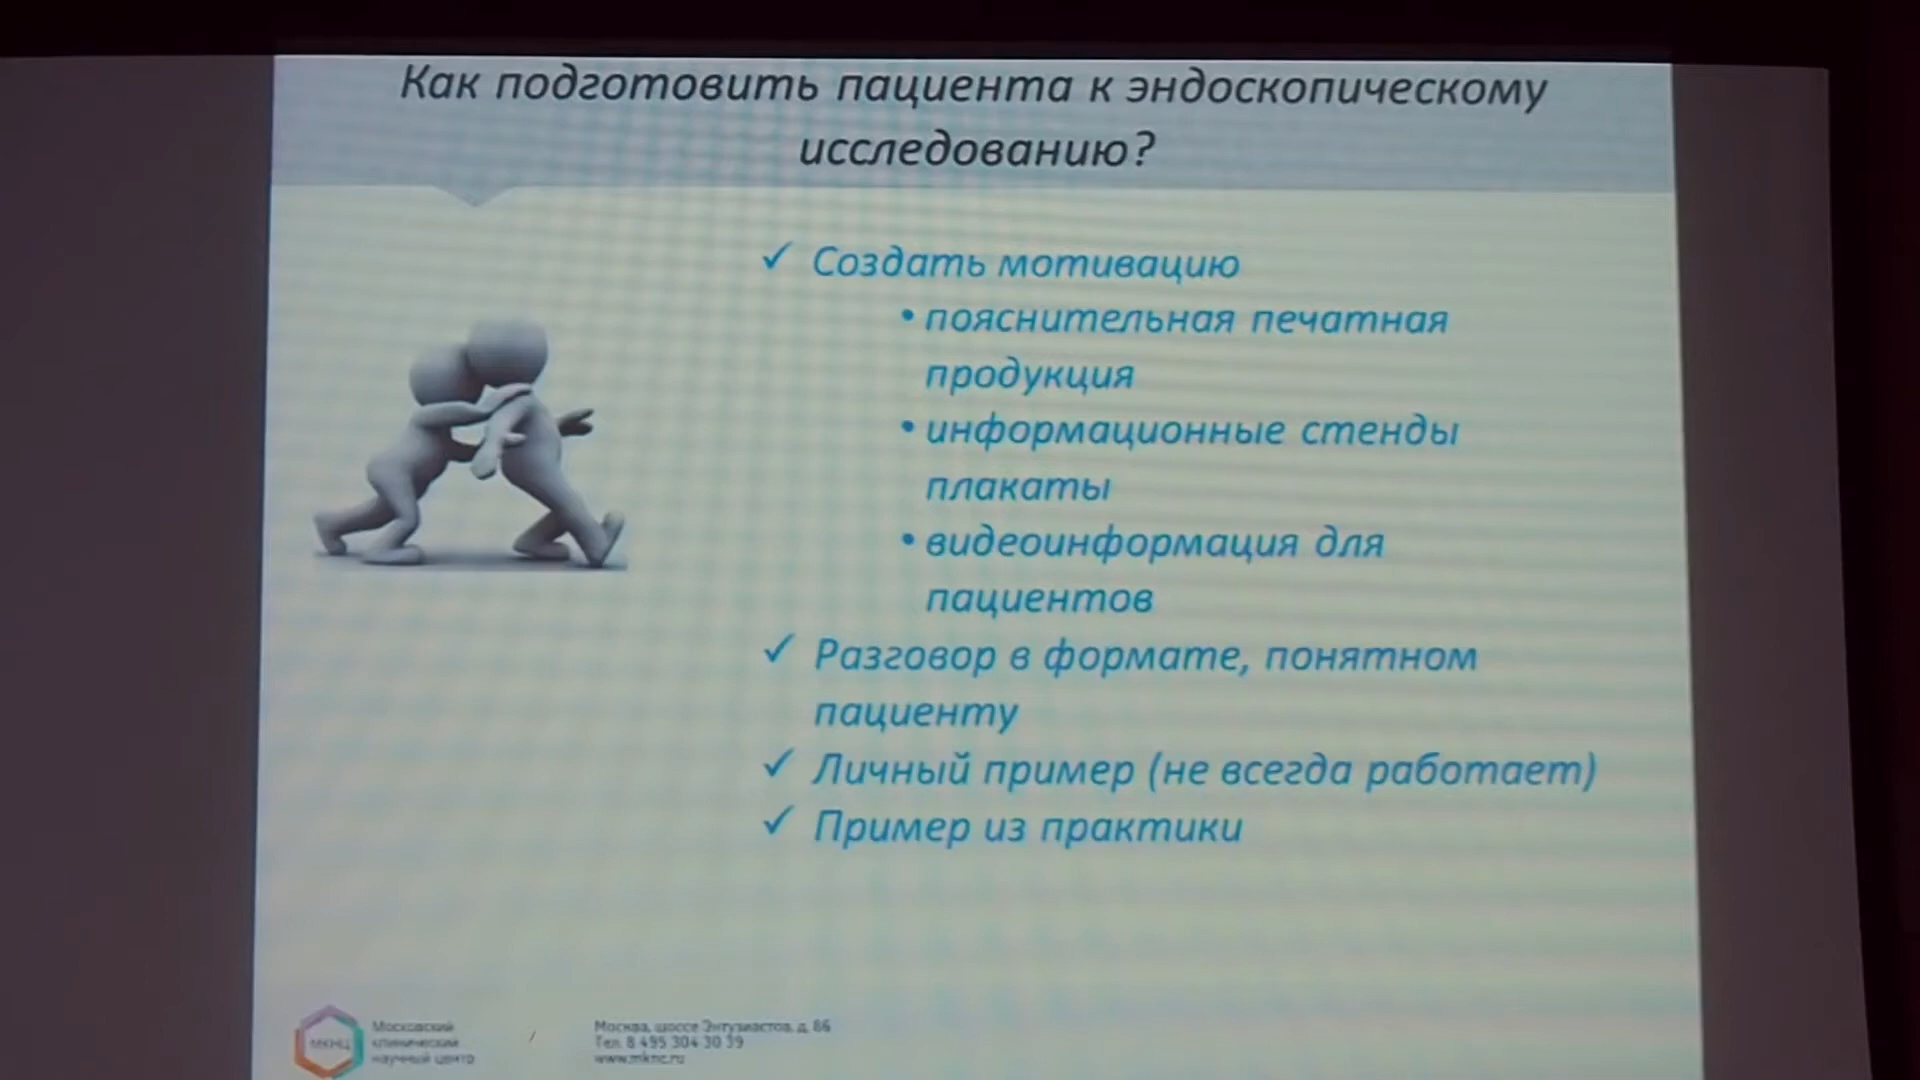 Как подготовить пациента к эндоскопическому
исследованию?
✓ Создать мотивацию
• пояснительная печатная
продукция
• информационные стенды
плакаты
• видеоинформация для
пациентов
✓ Разговор в формате, понятном
пациенту
✓ Личный пример (не всегда работает)
✓ Пример из практики
МКНЦ
Московский
клинический
научный центр
/
Москва, шоссе Энтузиастов, д. 86
Тел. 8 495 304 30 39
www.mknc.ru